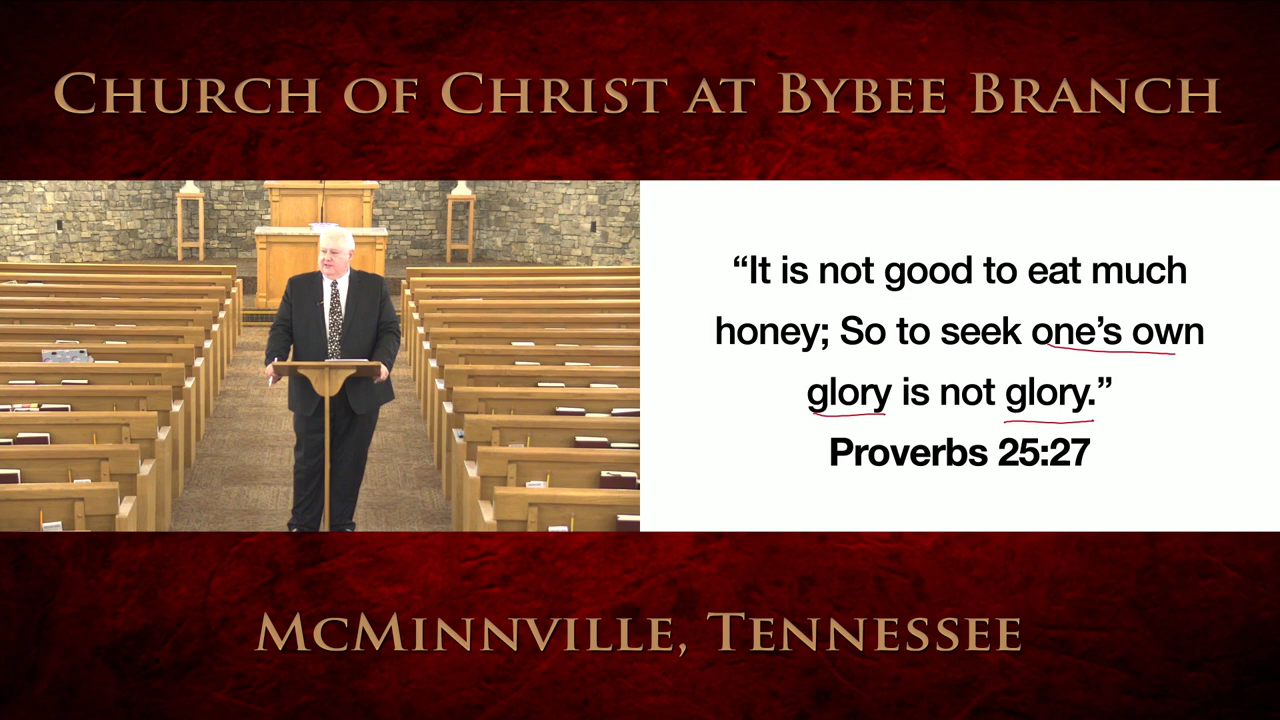 Church of Christ at Bybee Branch
“It is not good to eat much
honey; So to seek one’s own
glory is not glory.”
Proverbs 25:27
McMinnville, Tennessee